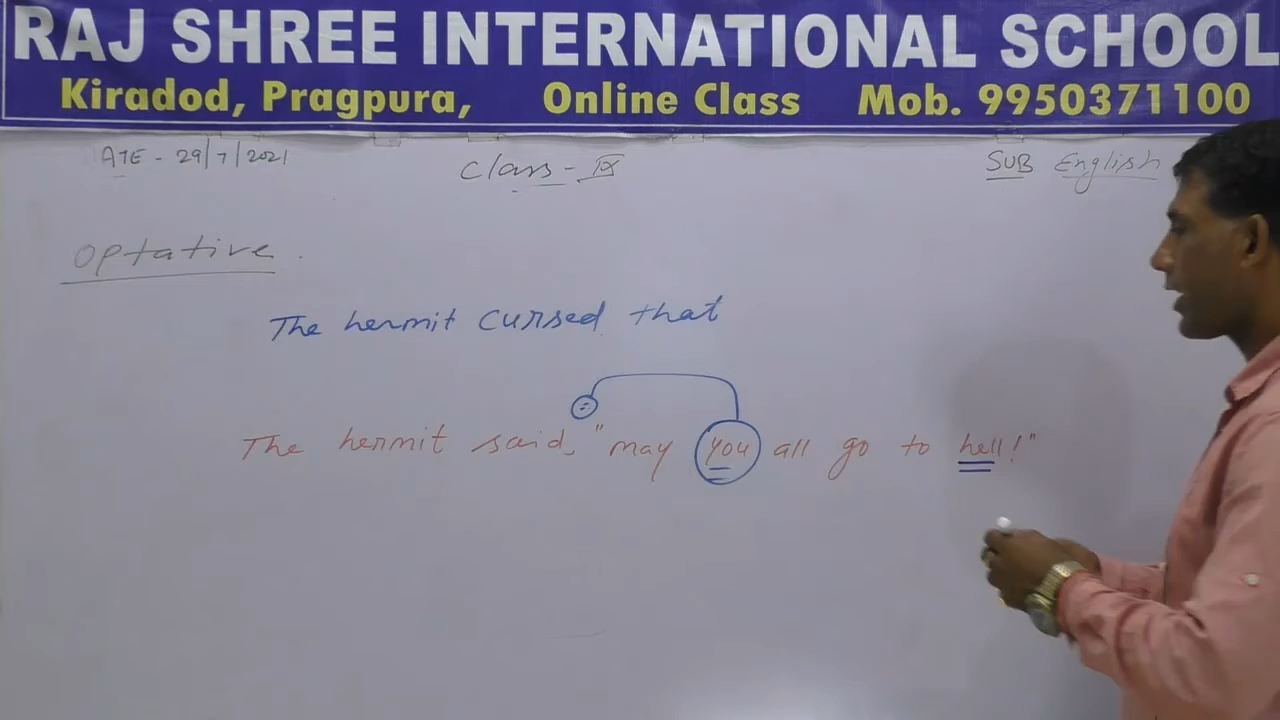 RAJ SHREE INTERNATIONAL SCHOOL
Kiradod, Pragpura, Online Class Mob. 9950371100
ATE - 29/7/2021 Class - IX SUB English
Optative.
The hermit cursed that
The hermit said, "may you all go to hell!"